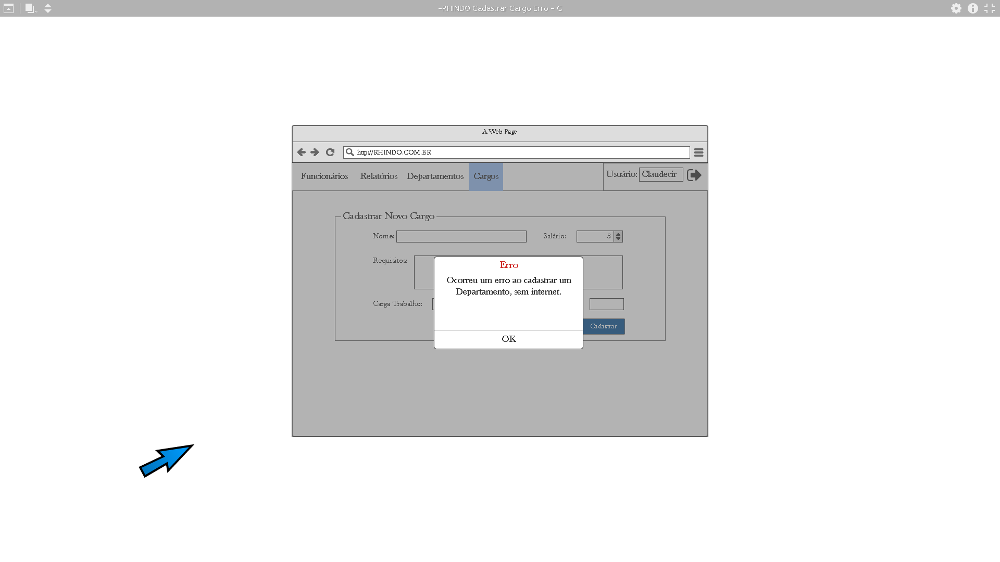 -RHINDO Cadastrar Cargo Erro - G
A Web Page
http://RHINDO.COM.BR
Funcionários Relatórios Departamentos Cargos Usuário: Claudecir
Cadastrar Novo Cargo
Nome: Salário: 3
Requisitos:
Erro
Ocorreu um erro ao cadastrar um
Departamento, sem internet.
Carga Trabalho:
Cadastrar
OK